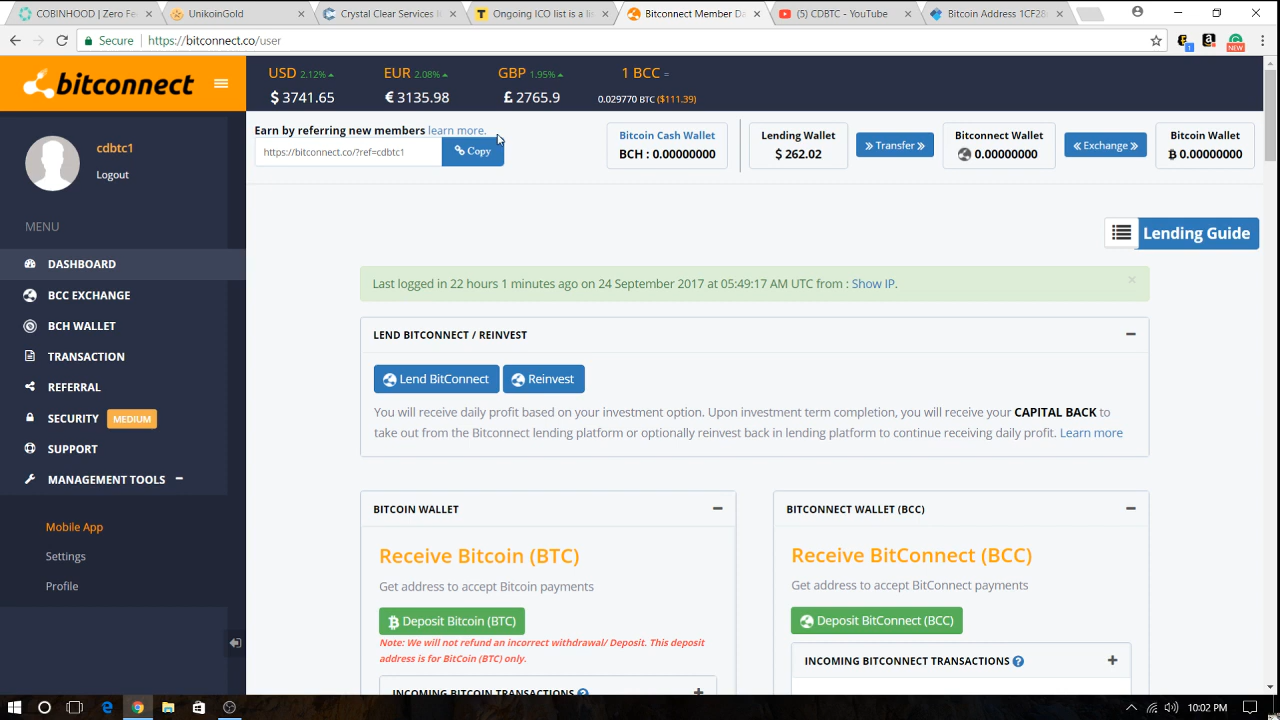 COBINHOOD | Zero Fe
UnikoinGold
Crystal Clear Services I
Ongoing ICO list is a li
Bitconnect Member Da
(5) CDBTC - YouTube
Bitcoin Address 1CF28
Secure
https://bitconnect.co/user
1
NEW
bitconnect
USD 2.12%
EUR 2.08%
GBP 1.95%
1 BCC =
$ 3741.65
€ 3135.98
£ 2765.9
0.029770 BTC ($111.39)
cdbtc1
Logout
Earn by referring new members learn more.
https://bitconnect.co/?ref=cdbtc1
Copy
Bitcoin Cash Wallet
BCH : 0.00000000
Lending Wallet
$ 262.02
Transfer
Bitconnect Wallet
0.00000000
Exchange
Bitcoin Wallet
0.00000000
MENU
DASHBOARD
BCC EXCHANGE
BCH WALLET
TRANSACTION
REFERRAL
SECURITY MEDIUM
SUPPORT
MANAGEMENT TOOLS
Mobile App
Settings
Profile
Lending Guide
Last logged in 22 hours 1 minutes ago on 24 September 2017 at 05:49:17 AM UTC from : Show IP.
LEND BITCONNECT / REINVEST
Lend BitConnect
Reinvest
You will receive daily profit based on your investment option. Upon investment term completion, you will receive your CAPITAL BACK to
take out from the Bitconnect lending platform or optionally reinvest back in lending platform to continue receiving daily profit. Learn more
BITCOIN WALLET
Receive Bitcoin (BTC)
Get address to accept Bitcoin payments
Deposit Bitcoin (BTC)
Note: We will not refund an incorrect withdrawal/ Deposit. This deposit
address is for BitCoin (BTC) only.
INCOMING BITCOIN TRANSACTIONS
BITCONNECT WALLET (BCC)
Receive BitConnect (BCC)
Get address to accept BitConnect payments
Deposit BitConnect (BCC)
INCOMING BITCONNECT TRANSACTIONS
10:02 PM